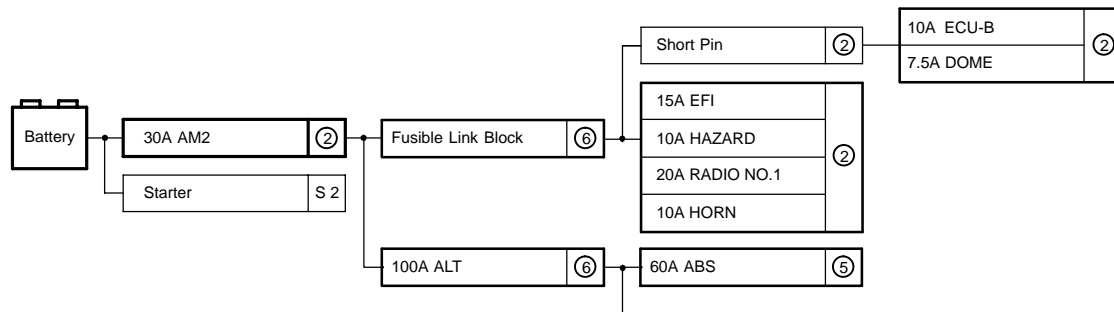 10A ECU-B
Short Pin 2
2
7.5A DOME
15A EFI
Battery 30A AM2 2 Fusible Link Block 6 10A HAZARD
2
Starter S 2 20A RADIO NO.1
10A HORN
100A ALT 6 60A ABS 5